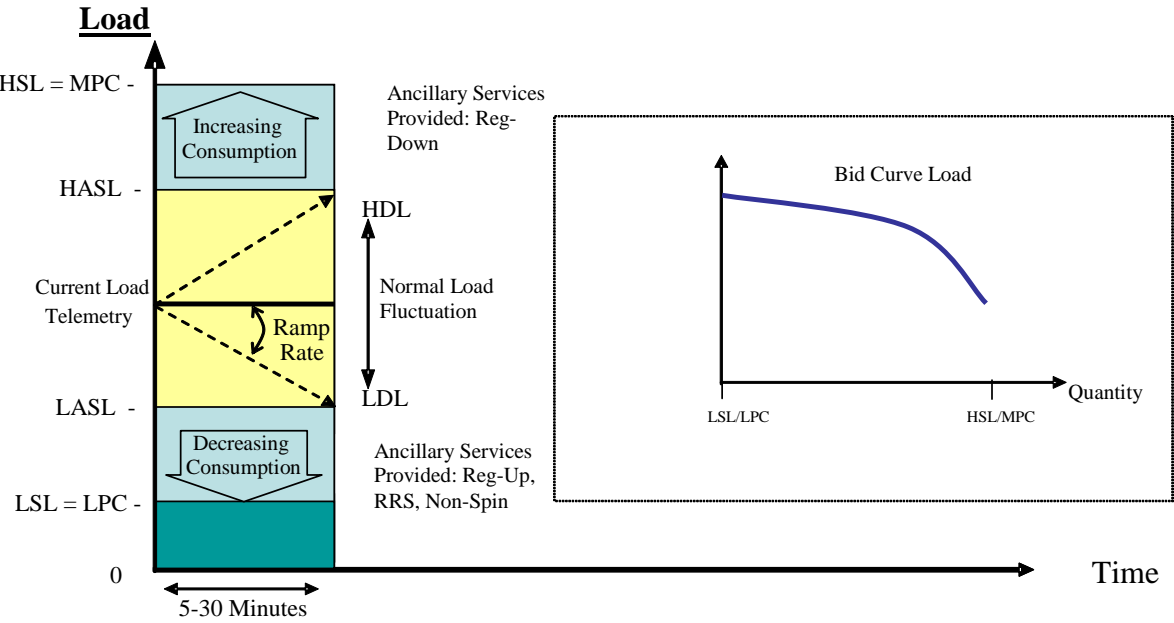 Load
HSL = MPC -
Increasing
Consumption
Ancillary Services
Provided: Reg-
Down
HASL -
HDL
Current Load
Telemetry
Normal Load
Fluctuation
Ramp
Rate
LDL
LASL -
Decreasing
Consumption
Ancillary Services
Provided: Reg-Up,
RRS, Non-Spin
LSL = LPC -
0
5-30 Minutes
Time
Bid Curve Load
Quantity
LSL/LPC
HSL/MPC